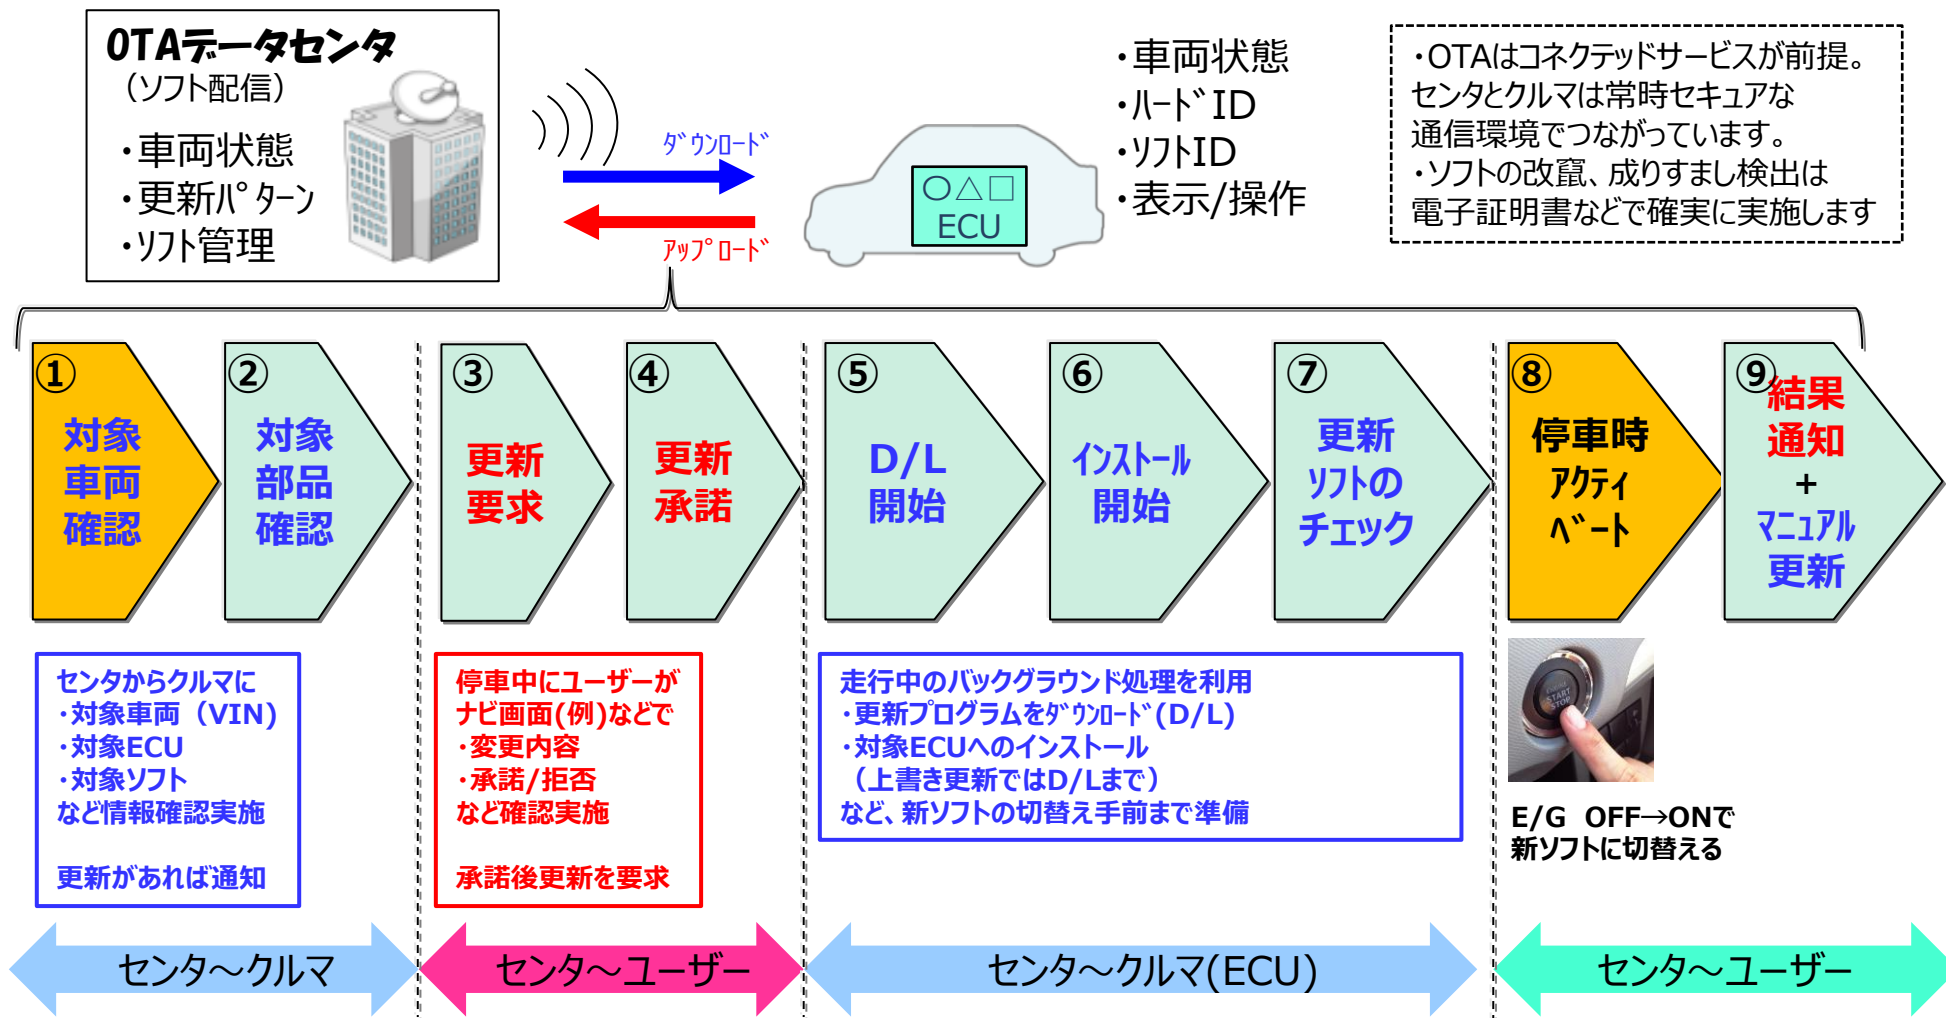 OTAデータセンタ
（ソフト配信）
・車両状態
・更新ﾊﾟﾀｰﾝ
・ｿﾌﾄ管理
ﾀﾞｳﾝﾛｰﾄﾞ
ｱｯﾌﾟﾛｰﾄﾞ
○△□
ECU
・車両状態
・ﾊｰﾄﾞID
・ｿﾌﾄID
・表示/操作
・OTAはコネクテッドサービスが前提。
センタとクルマは常時セキュアな
通信環境でつながっています。
・ソフトの改竄、成りすまし検出は
電子証明書などで確実に実施します
①
対象
車両
確認
②
対象
部品
確認
③
更新
要求
④
更新
承諾
⑤
D/L
開始
⑥
ｲﾝｽﾄｰﾙ
開始
⑦
更新
ｿﾌﾄの
チェック
⑧
停車時
ｱｸﾃｨ
ﾍﾞｰﾄ
⑨
結果
通知
+
ﾏﾆｭｱﾙ
更新
センタからクルマに
・対象車両（VIN)
・対象ECU
・対象ソフト
など情報確認実施
更新があれば通知
停車中にユーザーが
ナビ画面(例)などで
・変更内容
・承諾/拒否
など確認実施
承諾後更新を要求
走行中のバックグラウンド処理を利用
・更新プログラムをﾀﾞｳﾝﾛｰﾄﾞ(D/L)
・対象ECUへのインストール
（上書き更新ではD/Lまで）
など、新ソフトの切替え手前まで準備
START
STOP
E/G OFF→ONで
新ソフトに切替える
センタ～クルマ
センタ～ユーザー
センタ～クルマ(ECU)
センタ～ユーザー